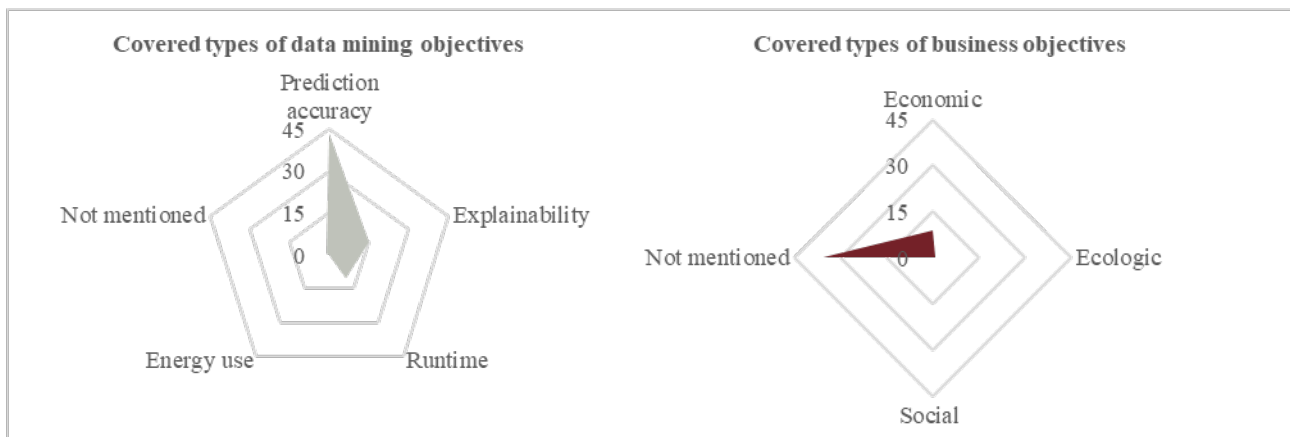 Covered types of data mining objectives
Prediction
accuracy
45
30
15
0
Not mentioned
Explainability
Energy use
Runtime
Covered types of business objectives
Economic
45
30
15
0
Not mentioned
Ecologic
Social